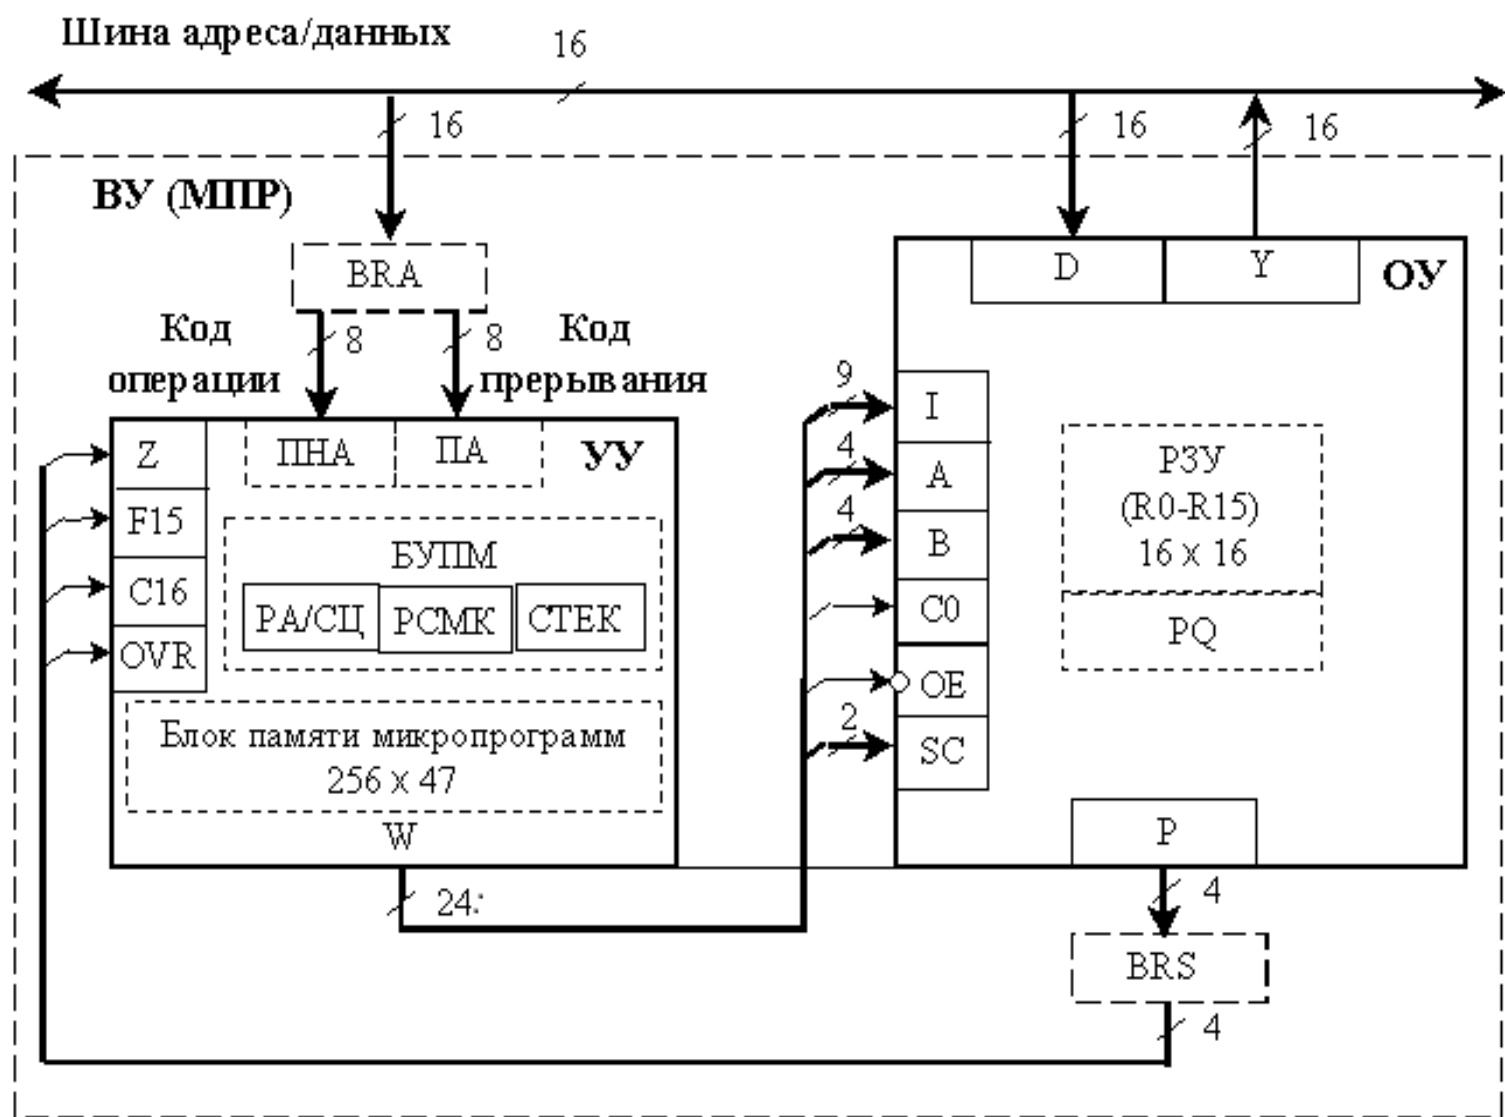 Шина адреса/данных
16
16
16
16
ВУ (МПР)
BRA
D
Y
ОУ
Код операции
8
8
Код прерывания
Z
F15
C16
OVR
ПНА
ПА
УУ
БУПМ
РА/СЦ
РСМК
СТЕК
Блок памяти микропрограмм
256 x 47
W
24:
9
I
4
A
4
B
C0
OE
2
SC
РЗУ
(R0-R15)
16 x 16
PQ
P
4
BRS
4